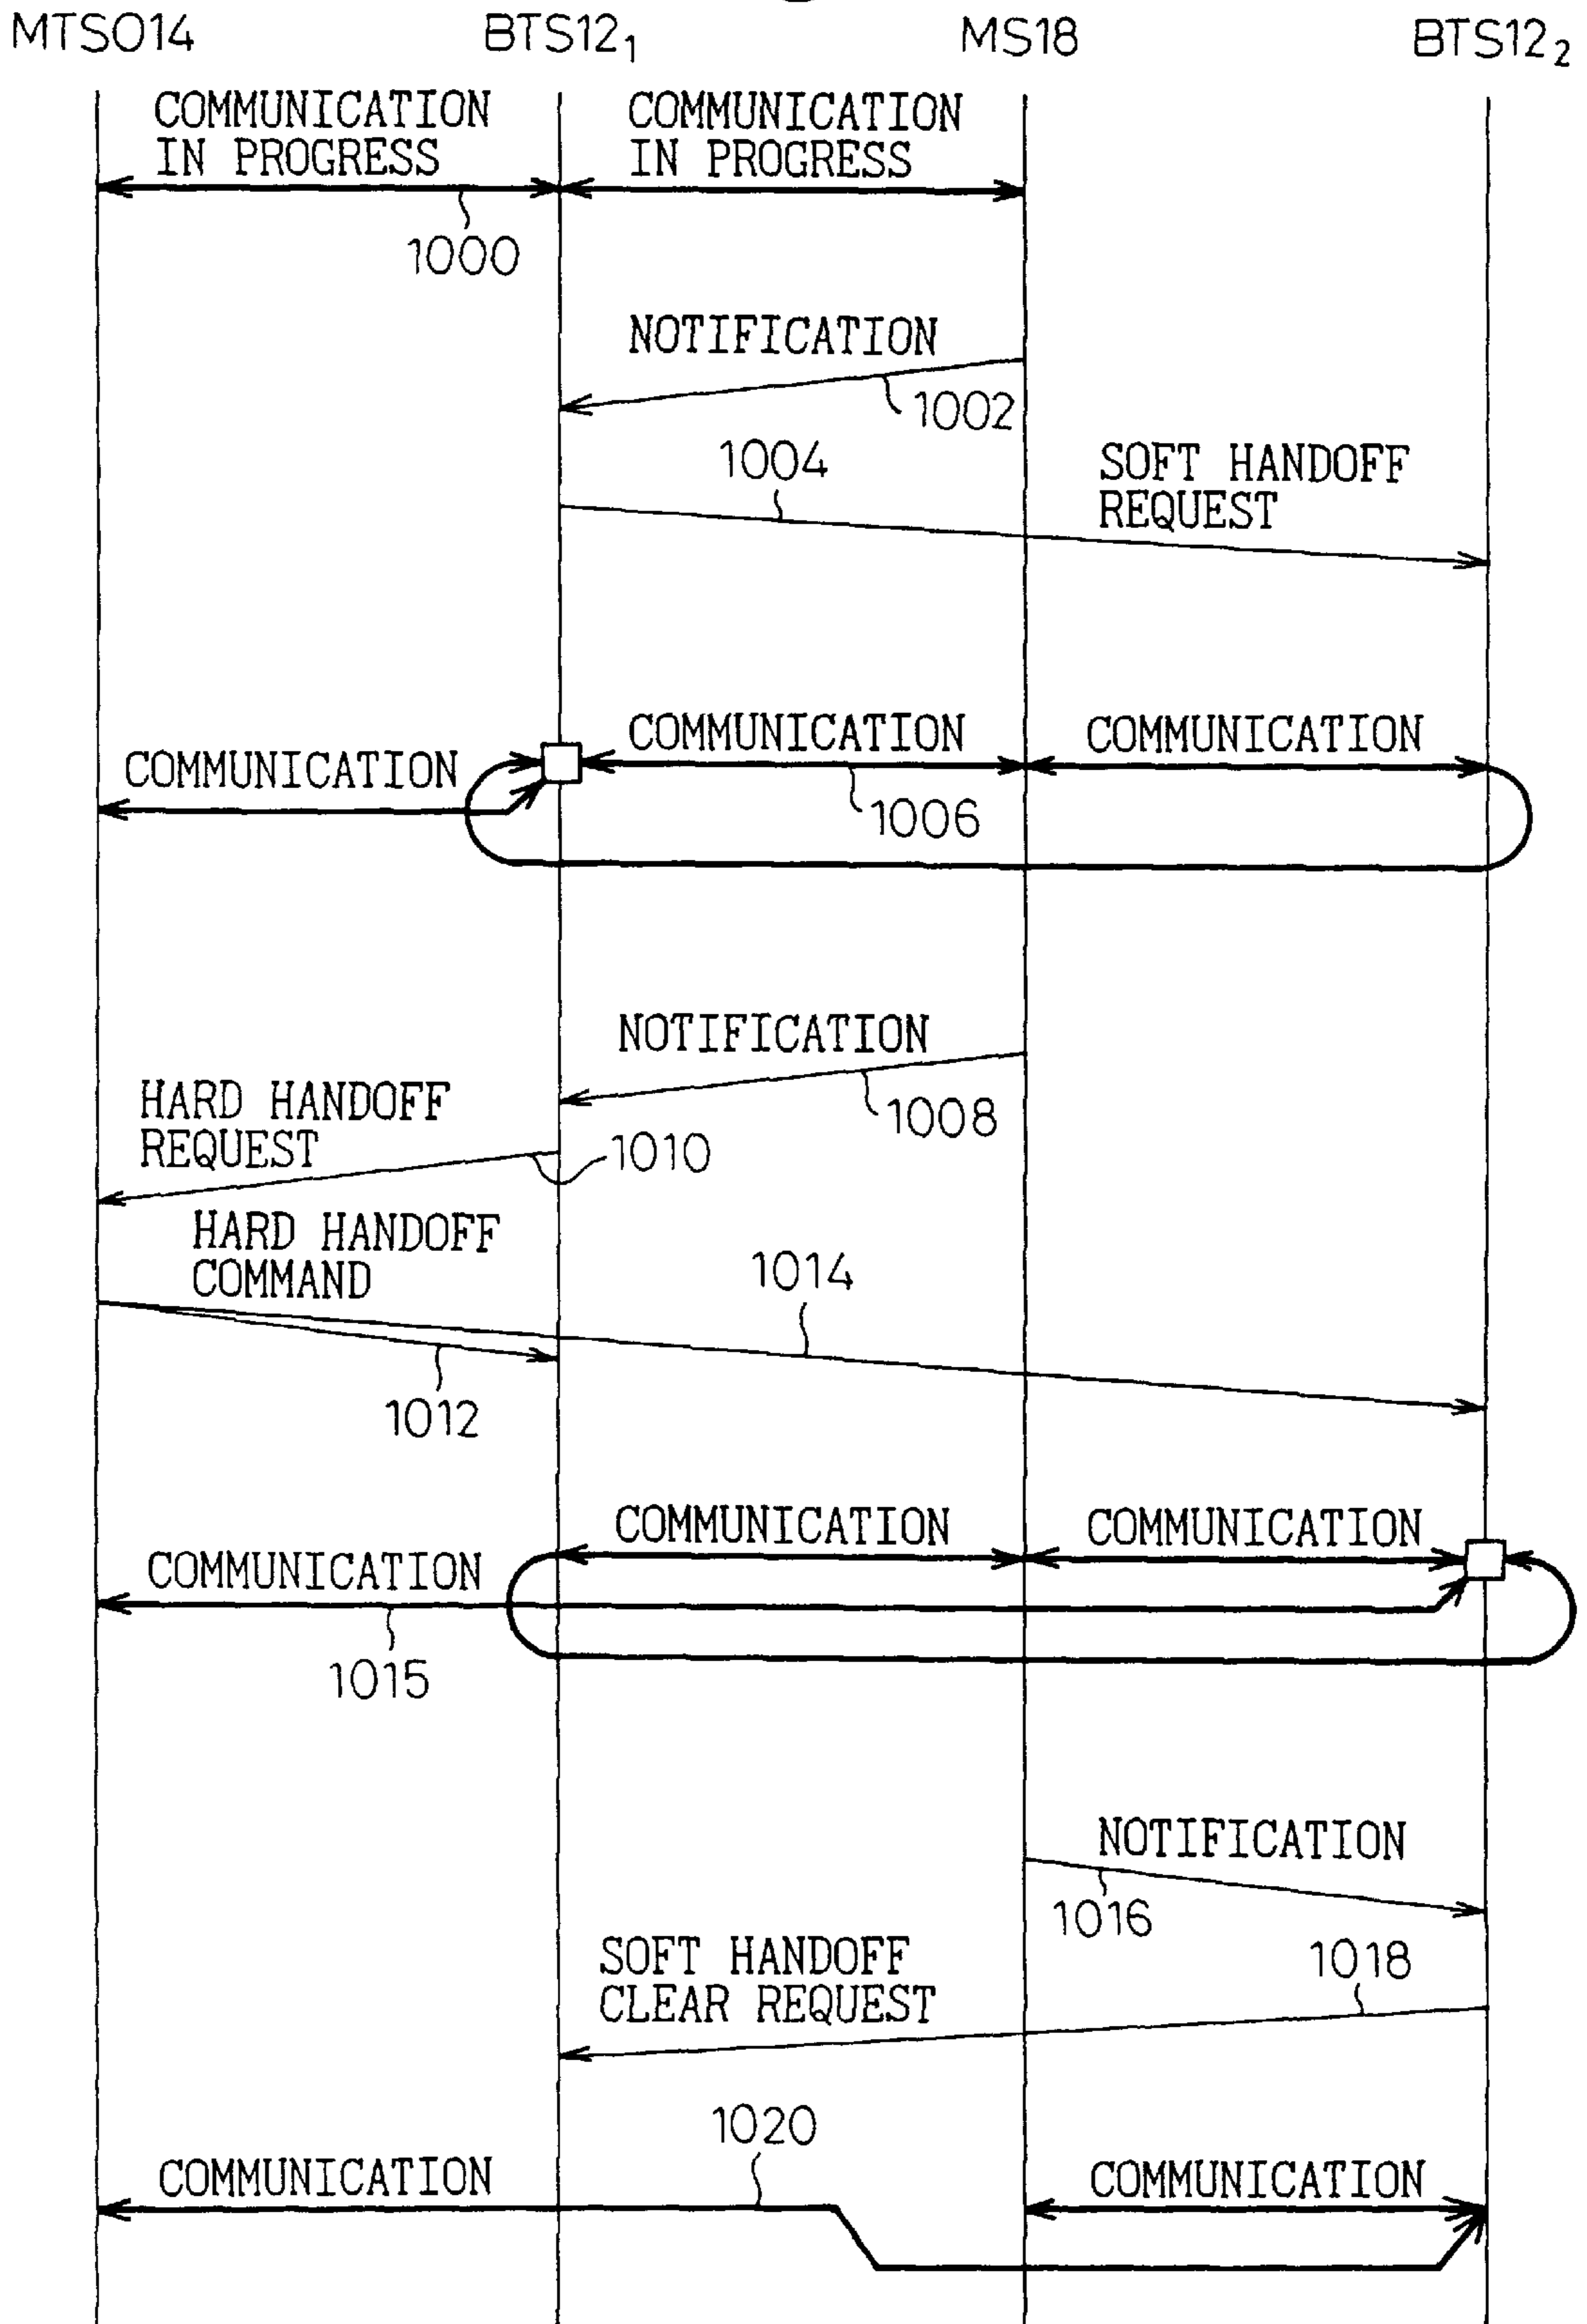 MTSO14 BTS12₁ MS18 BTS12₂
COMMUNICATION
IN PROGRESS
COMMUNICATION
IN PROGRESS
1000
NOTIFICATION
1002
1004
SOFT HANDOFF
REQUEST
COMMUNICATION
COMMUNICATION
COMMUNICATION
1006
NOTIFICATION
1008
HARD HANDOFF
REQUEST
1010
HARD HANDOFF
COMMAND
1014
1012
COMMUNICATION
COMMUNICATION
COMMUNICATION
1015
NOTIFICATION
1016
SOFT HANDOFF
CLEAR REQUEST
1018
1020
COMMUNICATION
COMMUNICATION